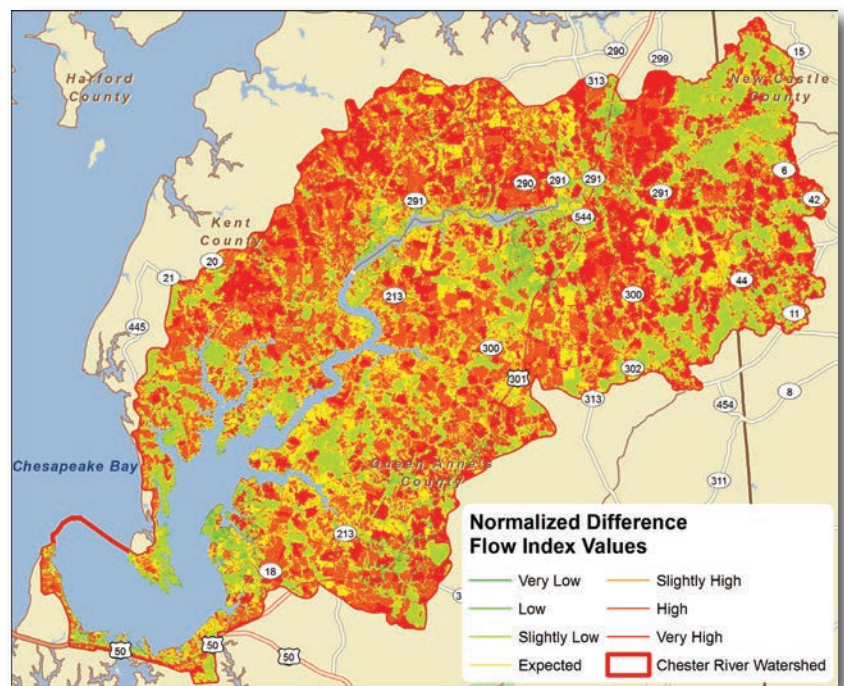 290
299
15
313
Harford
County
New Castle
County
6
291
290
291
291
291
42
544
Kent
County
20
21
44
213
300
11
445
300
302
301
313
8
454
Chesapeake Bay
Queen Anne's
County
311
213
18
50
50
50
Normalized Difference
Flow Index Values
Very Low
Slightly High
Low
High
Slightly Low
Very High
Expected
Chester River Watershed